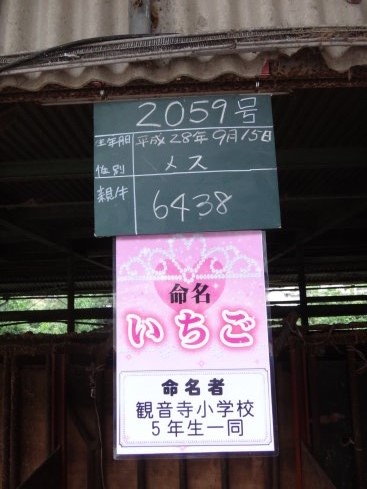 2059号
生年月日 平成28年9月15日
性別 メス
親牛 6438
命名
いちご
命名者
観音寺小学校
5年生一同